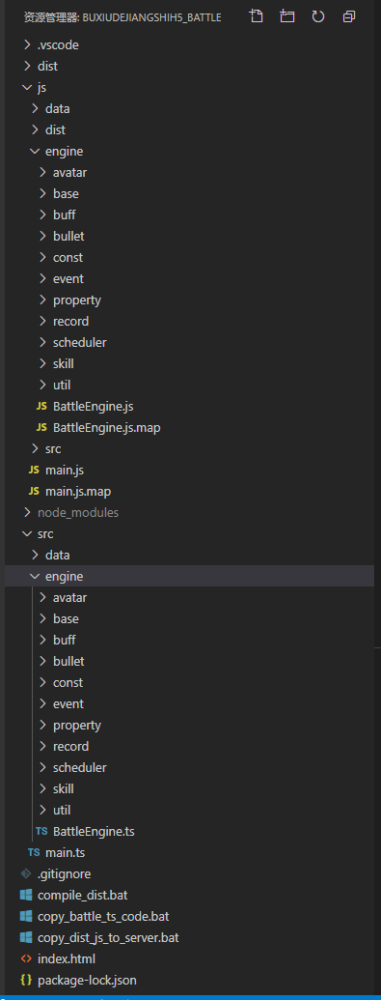 资源管理器: BUXIUDEJIANGSHIH5_BATTLE
.vscode
dist
js
data
dist
engine
avatar
base
buff
bullet
const
event
property
record
scheduler
skill
util
JS BattleEngine.js
JS BattleEngine.js.map
src
JS main.js
JS main.js.map
node_modules
src
data
engine
avatar
base
buff
bullet
const
event
property
record
scheduler
skill
util
TS BattleEngine.ts
TS main.ts
.gitignore
compile_dist.bat
copy_battle_ts_code.bat
copy_dist_js_to_server.bat
<> index.html
{} package-lock.json